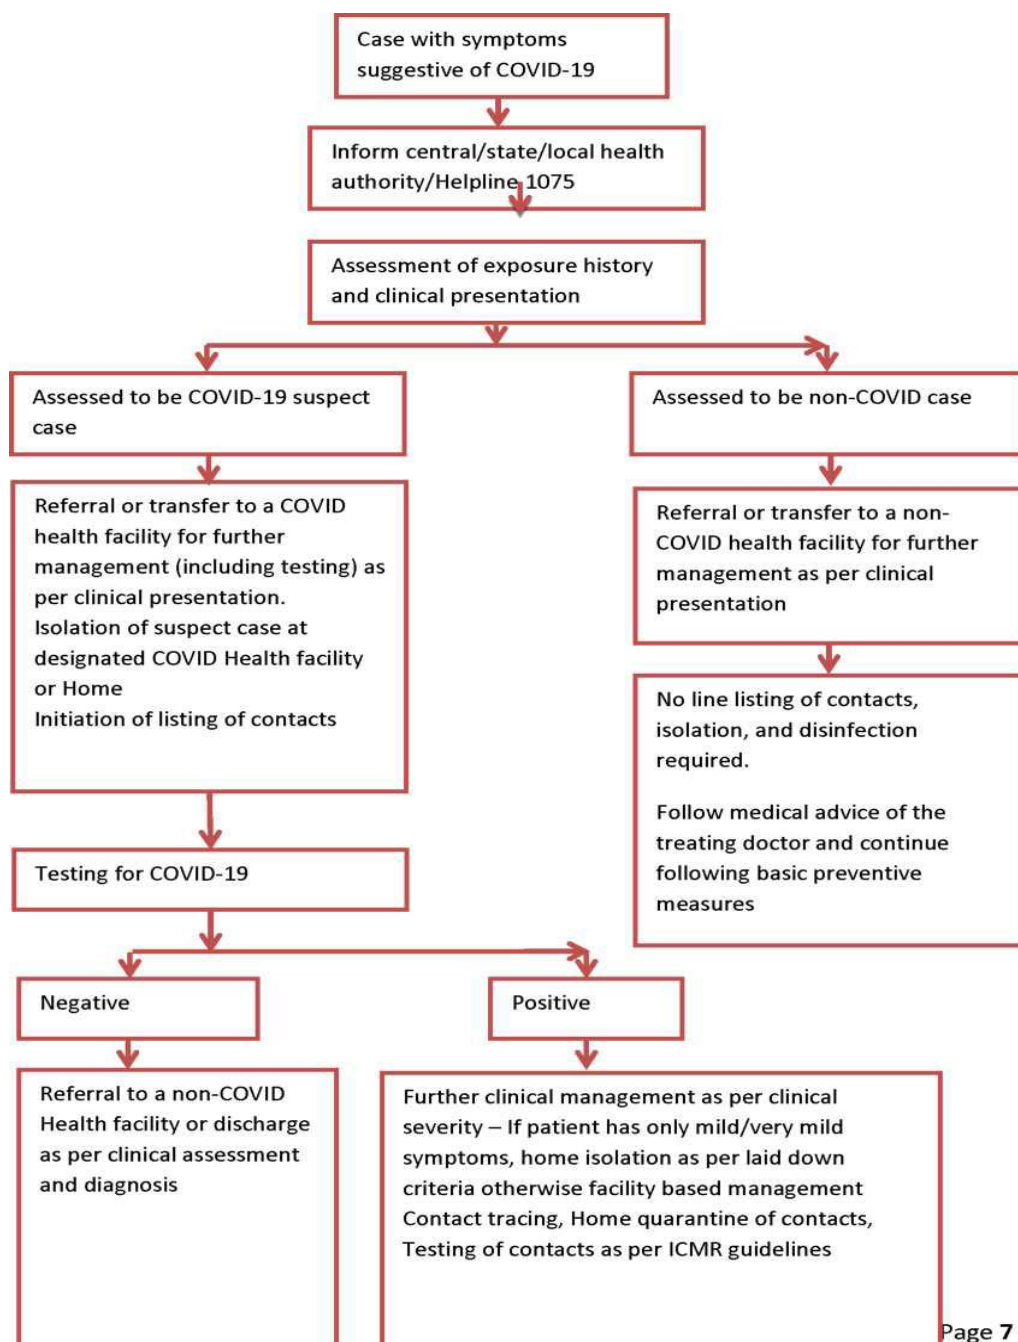 Case with symptoms
suggestive of COVID-19
Inform central/state/local health
authority/Helpline 1075
Assessment of exposure history
and clinical presentation
Assessed to be COVID-19 suspect
case
Assessed to be non-COVID case
Referral or transfer to a COVID
health facility for further
management (including testing) as
per clinical presentation.
Isolation of suspect case at
designated COVID Health facility
or Home
Initiation of listing of contacts
Referral or transfer to a non-
COVID health facility for further
management as per clinical
presentation
No line listing of contacts,
isolation, and disinfection
required.
Follow medical advice of the
treating doctor and continue
following basic preventive
measures
Testing for COVID-19
Negative
Positive
Referral to a non-COVID
Health facility or discharge
as per clinical assessment
and diagnosis
Further clinical management as per clinical
severity – If patient has only mild/very mild
symptoms, home isolation as per laid down
criteria otherwise facility based management
Contact tracing, Home quarantine of contacts,
Testing of contacts as per ICMR guidelines
Page 7